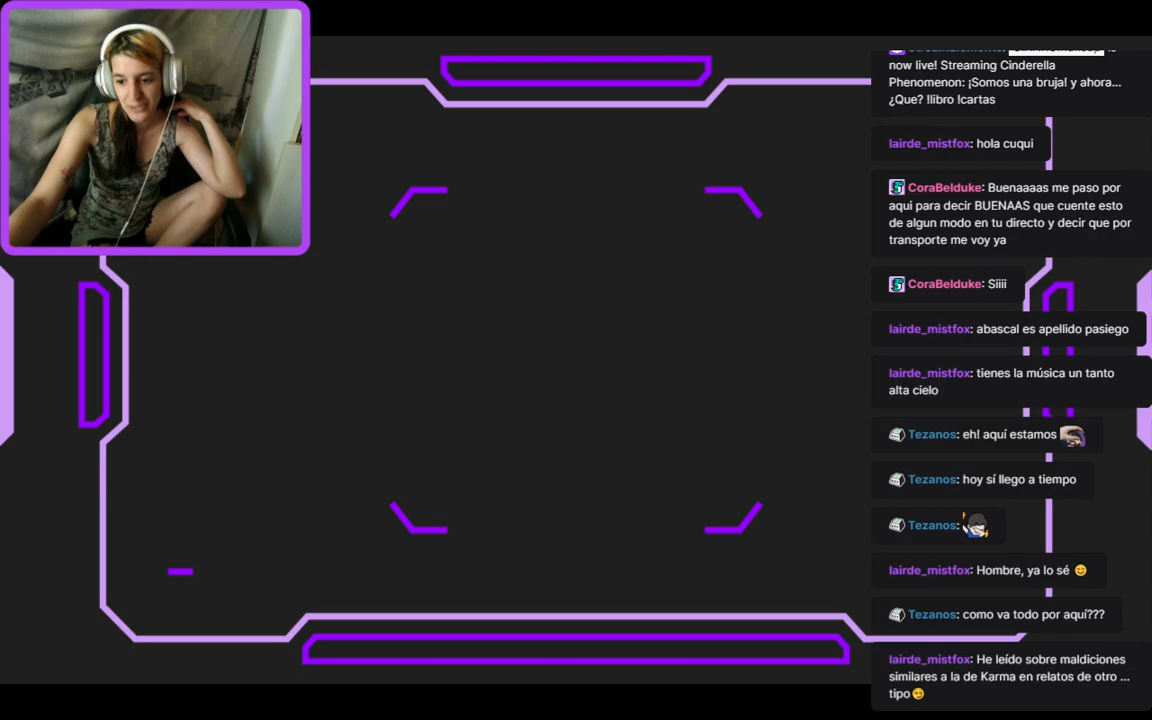 now live! Streaming Cinderella
Phenomenon: ¡Somos una bruja! y ahora...
¿Que? !libro !cartas
lairde_mistfox: hola cuqui
CoraBelduke: Buenaaaas me paso por
aqui para decir BUENAAS que cuente esto
de algun modo en tu directo y decir que por
transporte me voy ya
CoraBelduke: Siiii
lairde_mistfox: abascal es apellido pasiego
lairde_mistfox: tienes la música un tanto
alta cielo
Tezanos: eh! aquí estamos
Tezanos: hoy sí llego a tiempo
Tezanos:
lairde_mistfox: Hombre, ya lo sé 😊
Tezanos: como va todo por aquí???
lairde_mistfox: He leído sobre maldiciones
similares a la de Karma en relatos de otro ...
tipo😏